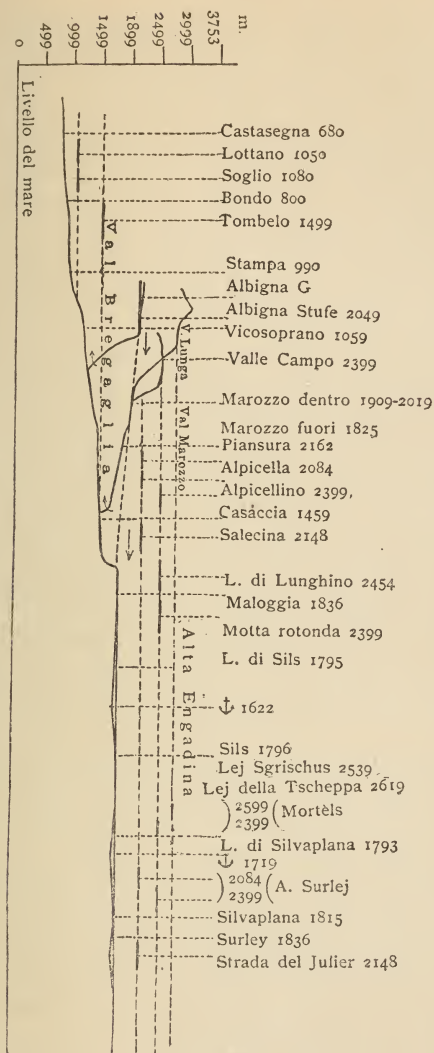 m.
3753
2999
2499
1899
1499
999
499
0
Livello del mare
Val Bregaglia
V. Lunga
Val Marozzo
Alta Engadina
Castasegna 680
Lottano 1050
Soglio 1080
Bondo 800
Tombelo 1499
Stampa 990
Albigna G
Albigna Stufe 2049
Vicosoprano 1059
Valle Campo 2399
Marozzo dentro 1909-2019
Marozzo fuori 1825
Piansura 2162
Alpicella 2084
Alpicellino 2399,
Casáccia 1459
Salecina 2148
L. di Lunghino 2454
Maloggia 1836
Motta rotonda 2399
L. di Sils 1795
⚓ 1622
Sils 1796
Lej Sgrischus 2539
Lej della Tscheppa 2619
) 2599 ( Mortèls
2399
L. di Silvaplana 1793
⚓ 1719
) 2084 ( A. Surlej
2399
Silvaplana 1815
Surley 1836
Strada del Julier 2148